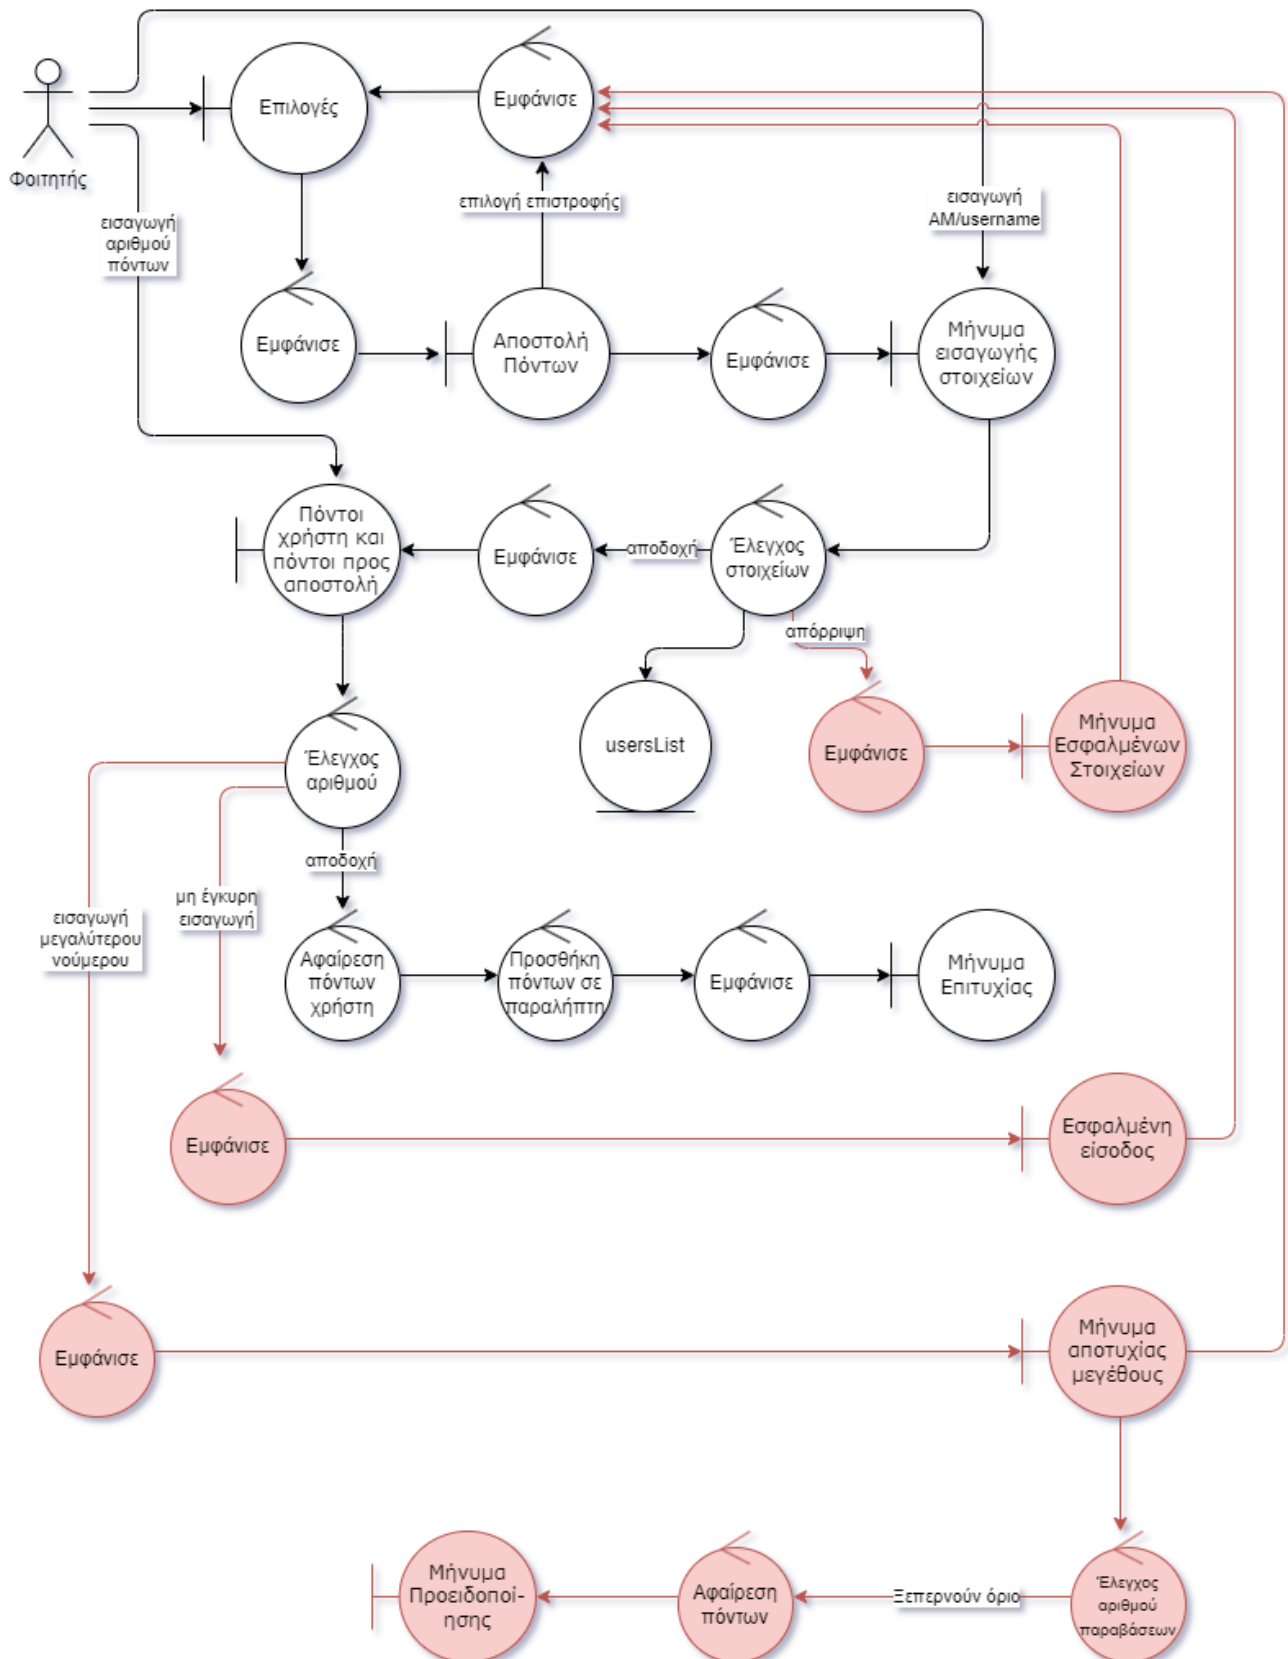 Επιλογές
Εμφάνισε
Φοιτητής
επιλογή επιστροφής
εισαγωγή
AM/username
εισαγωγή
αριθμού
πόντων
Εμφάνισε
Αποστολή
Πόντων
Εμφάνισε
Μήνυμα
εισαγωγής
στοιχείων
Πόντοι
χρήστη και
πόντοι προς
αποστολή
Εμφάνισε
αποδοχή
Έλεγχος
στοιχείων
απόρριψη
usersList
Εμφάνισε
Μήνυμα
Εσφαλμένων
Στοιχείων
Έλεγχος
αριθμού
αποδοχή
μη έγκυρη
εισαγωγή
εισαγωγή
μεγαλύτερου
νούμερου
Αφαίρεση
πόντων
χρήστη
Προσθήκη
πόντων σε
παραλήπτη
Εμφάνισε
Μήνυμα
Επιτυχίας
Εμφάνισε
Εσφαλμένη
είσοδος
Εμφάνισε
Μήνυμα
αποτυχίας
μεγέθους
Μήνυμα
Προειδοποί-
ησης
Αφαίρεση
πόντων
Ξεπερνούν όριο
Έλεγχος
αριθμού
παραβάσεων